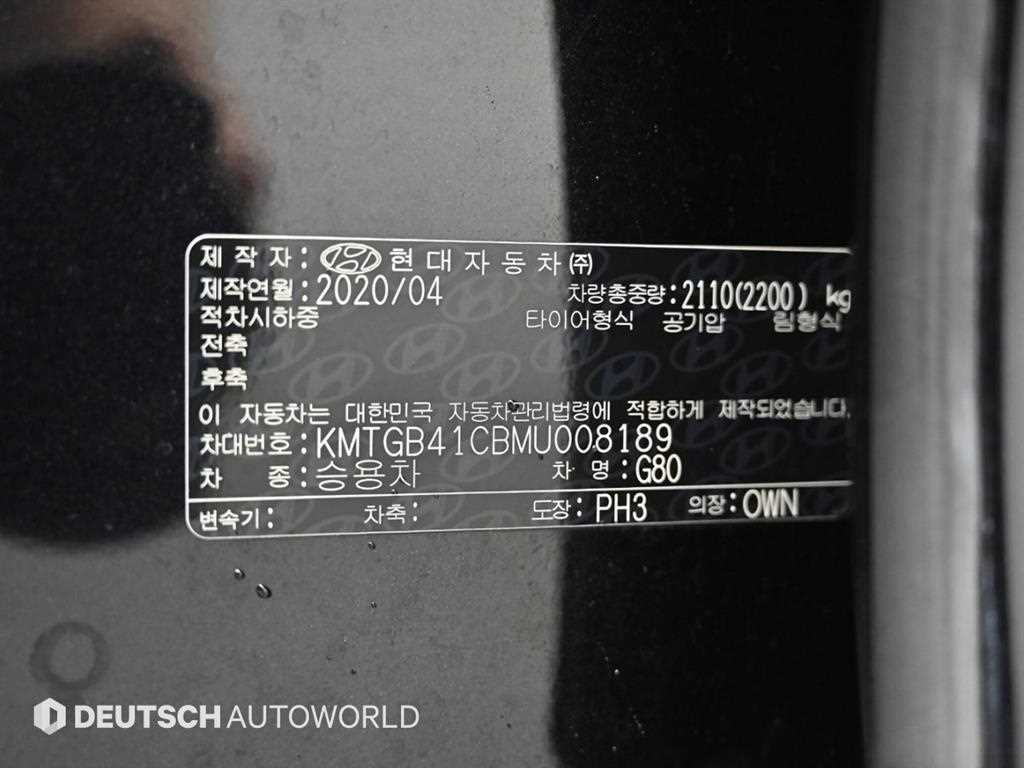 제 작 자 : 현대자동차(주)
제작연월 : 2020/04 차량총중량 : 2110(2200) kg
적차시하중 타이어형식 공기압 림형식
전축
후축
이 자동차는 대한민국 자동차관리법령에 적합하게 제작되었습니다.
차대번호 : KMTGB41CBMU008189
차 종 : 승용차 차 명 : G80
변속기 : 차축 : 도장 : PH3 의장 : OWN
DEUTSCH AUTOWORLD